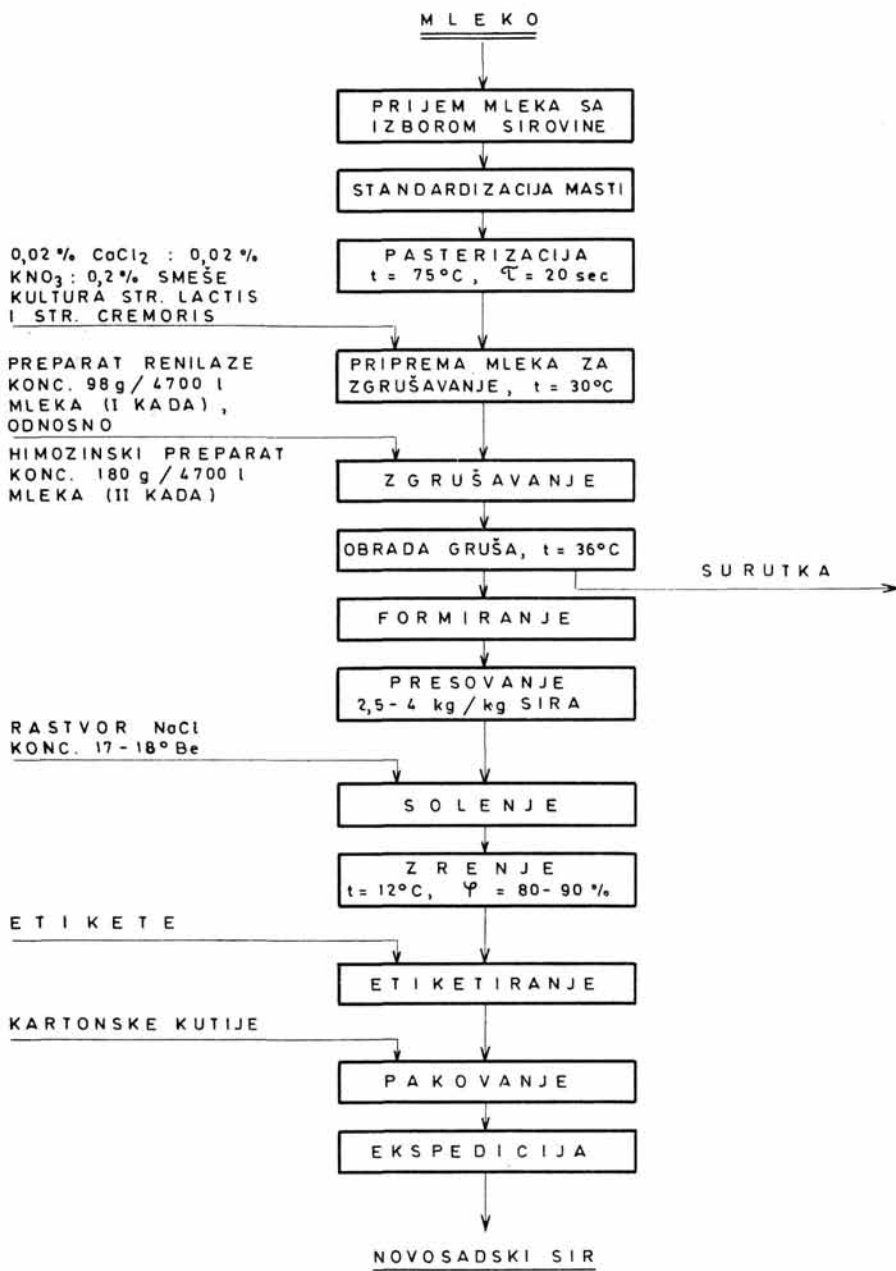 MLEKO
PRIJEM MLEKA SA
IZBOROM SIROVINE
STANDARDIZACIJA MASTI
PASTERIZACIJA
t = 75°C, τ = 20 sec
0,02 % CaCl₂ : 0,02 %
KNO₃ : 0,2 % SMEŠE
KULTURA STR. LACTIS
I STR. CREMORIS
PRIPREMA MLEKA ZA
ZGRUŠAVANJE, t = 30°C
PREPARAT RENILAZE
KONC. 98 g / 4700 l
MLEKA (I KADA) ,
ODNOSNO
HIMOZINSKI PREPARAT
KONC. 180 g / 4700 l
MLEKA (II KADA)
ZGRUŠAVANJE
OBRADA GRUŠA, t = 36°C
SURUTKA
FORMIRANJE
PRESOVANJE
2,5 - 4 kg / kg SIRA
RASTVOR NaCl
KONC. 17 - 18° Be
SOLENJE
ZRENJE
t = 12°C, φ = 80 - 90 %
ETIKETE
ETIKETIRANJE
KARTONSKE KUTIJE
PAKOVANJE
EKSPEDICIJA
NOVOSADSKI SIR